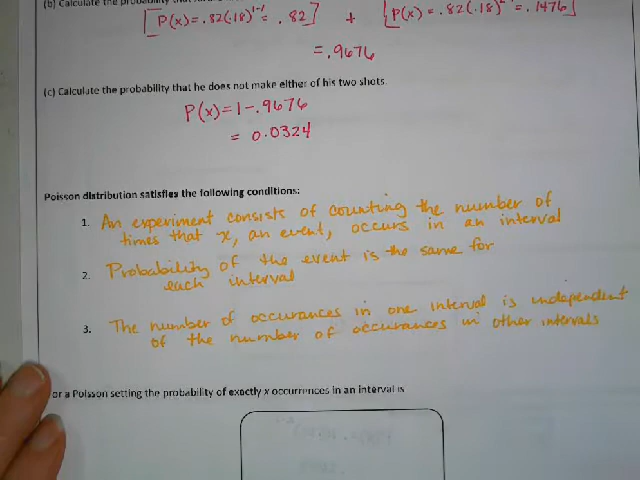 (b) Calculate the probability that
[P(x)=.82(.18)¹⁻¹= .82] + [P(x)=.82(.18)² = .1476]
=.9676
(c) Calculate the probability that he does not make either of his two shots.
P(x)=1-.9676
= 0.0324
Poisson distribution satisfies the following conditions:
1. An experiment consists of counting the number of
times that x, an event, occurs in an interval
2. Probability of the event is the same for
each interval
3. The number of occurances in one interval is independent
of the number of occurances in other intervals
or a Poisson setting the probability of exactly x occurrences in an interval is